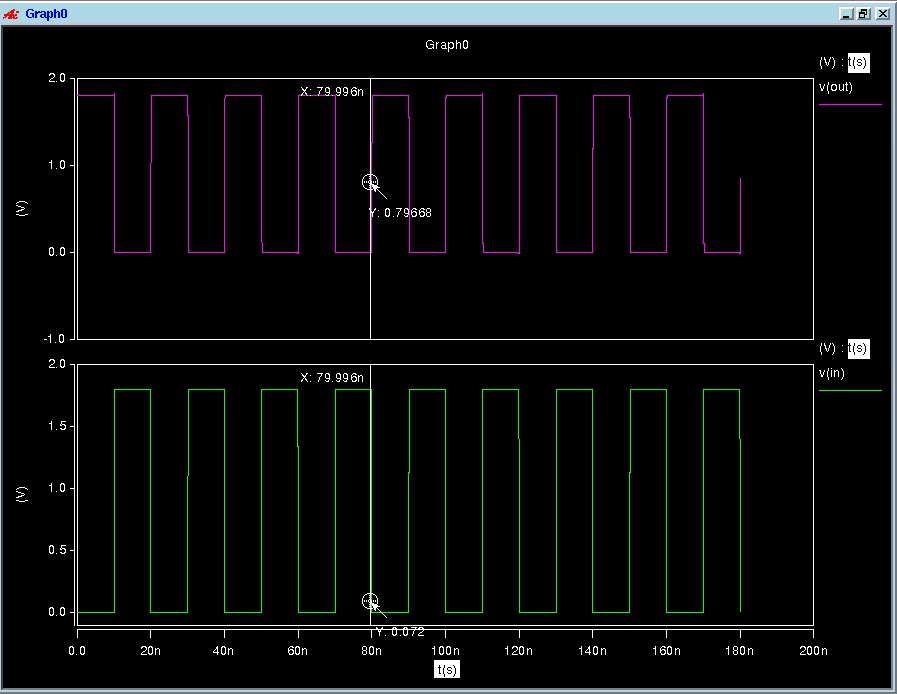 Graph0
Graph0
(V) : t(s)
v(out)
2.0
X: 79.996n
1.0
Y: 0.79668
(V)
0.0
-1.0
(V) : t(s)
v(in)
2.0
X: 79.996n
1.5
1.0
(V)
0.5
0.0
Y: 0.072
0.0 20n 40n 60n 80n 100n 120n 140n 160n 180n 200n
t(s)